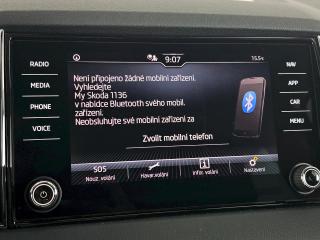 9:07
15.5°C
RADIO
MEDIA
PHONE
VOICE
NAV
APP
CAR
MENU
Není připojeno žádné mobilní zařízení.
Vyhledejte
My Skoda 1136
v nabídce Bluetooth svého mobil.
zařízení.
Neobsluhujte své mobilní zařízení za
Zvolit mobilní telefon
SOS
Nouz. volání
Havar.volání
Infor. volání
Nastavení